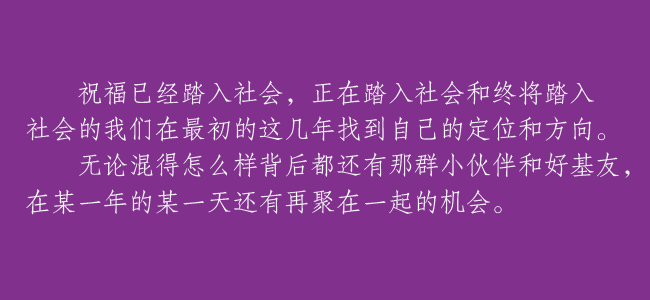 祝福已经踏入社会，正在踏入社会和终将踏入
社会的我们在最初的这几年找到自己的定位和方向。
无论混得怎么样背后都还有那群小伙伴和好基友，
在某一年的某一天还有再聚在一起的机会。